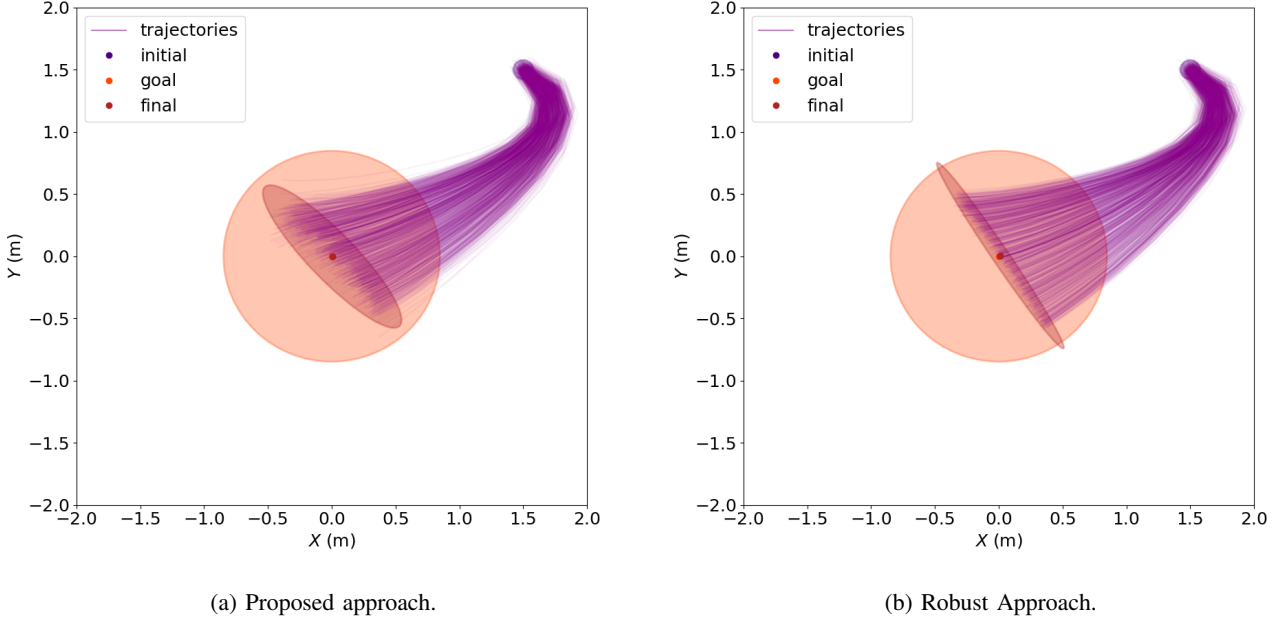 2.0
1.5
1.0
0.5
0.0
−0.5
−1.0
−1.5
−2.0
Y (m)
trajectories
initial
goal
final
−2.0 −1.5 −1.0 −0.5 0.0 0.5 1.0 1.5 2.0
X (m)
(a) Proposed approach.
2.0
1.5
1.0
0.5
0.0
−0.5
−1.0
−1.5
−2.0
Y (m)
trajectories
initial
goal
final
−2.0 −1.5 −1.0 −0.5 0.0 0.5 1.0 1.5 2.0
X (m)
(b) Robust Approach.